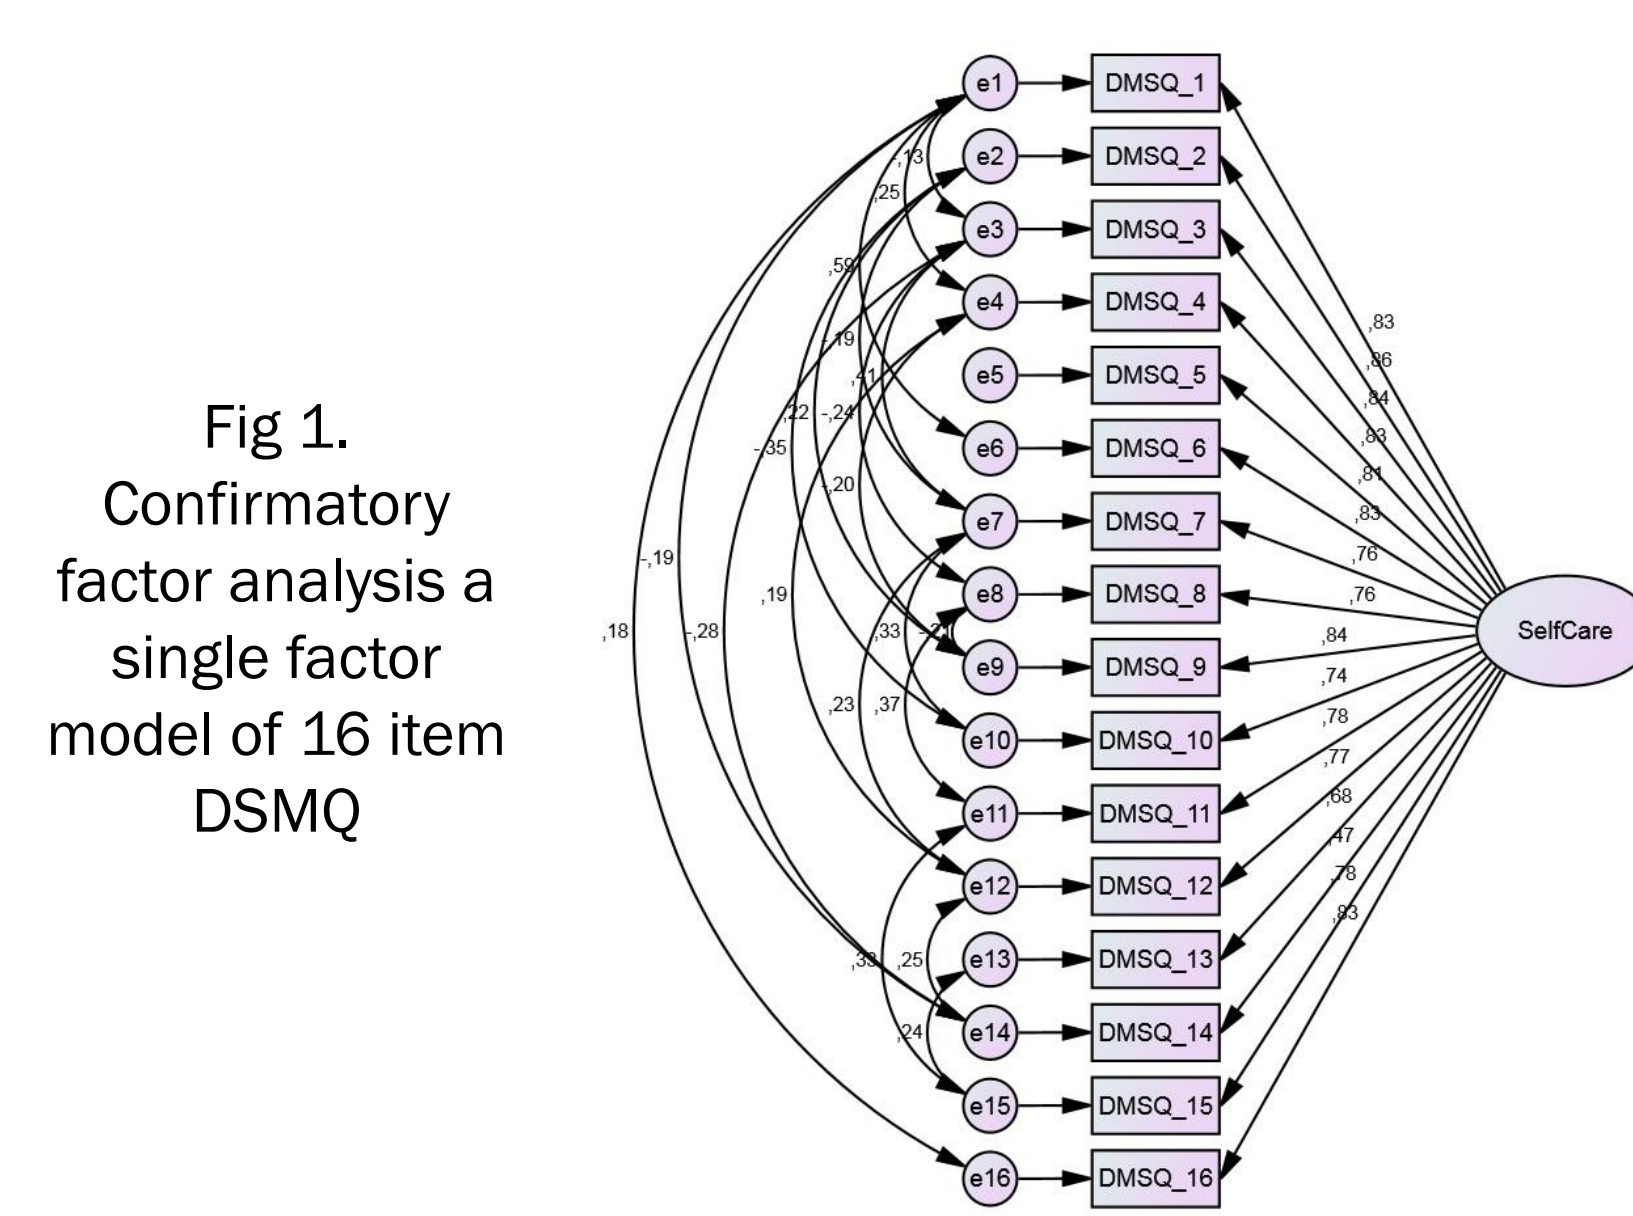 Fig 1.
Confirmatory
factor analysis a
single factor
model of 16 item
DSMQ
e1 DMSQ_1
-,13 e2 DMSQ_2
,25
e3 DMSQ_3
,59
e4 DMSQ_4
,83
-,19
,86
,41 e5 DMSQ_5
,84
,22 -,24
,83
-,35 e6 DMSQ_6
,81
-,20
,83
e7 DMSQ_7
,76
-,19
,19 e8 DMSQ_8 ,76
,18 -,28 ,33 SelfCare
,84
e9 DMSQ_9
,74
,23 ,37
,78
e10 DMSQ_10
,77
,68
e11 DMSQ_11
,47
,78
e12 DMSQ_12
,83
,33 ,25 e13 DMSQ_13
,24 e14 DMSQ_14
e15 DMSQ_15
e16 DMSQ_16